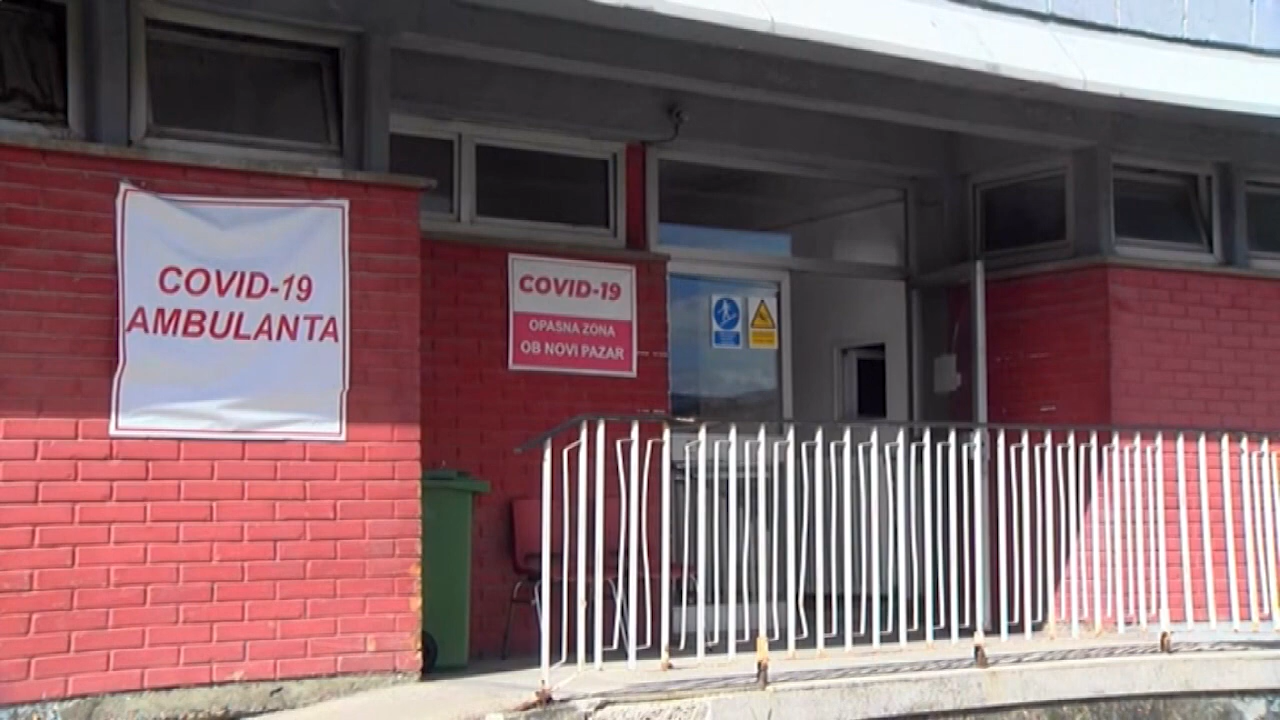 COVID-19
AMBULANTA
COVID-19
OPASNA ZONA
OB NOVI PAZAR